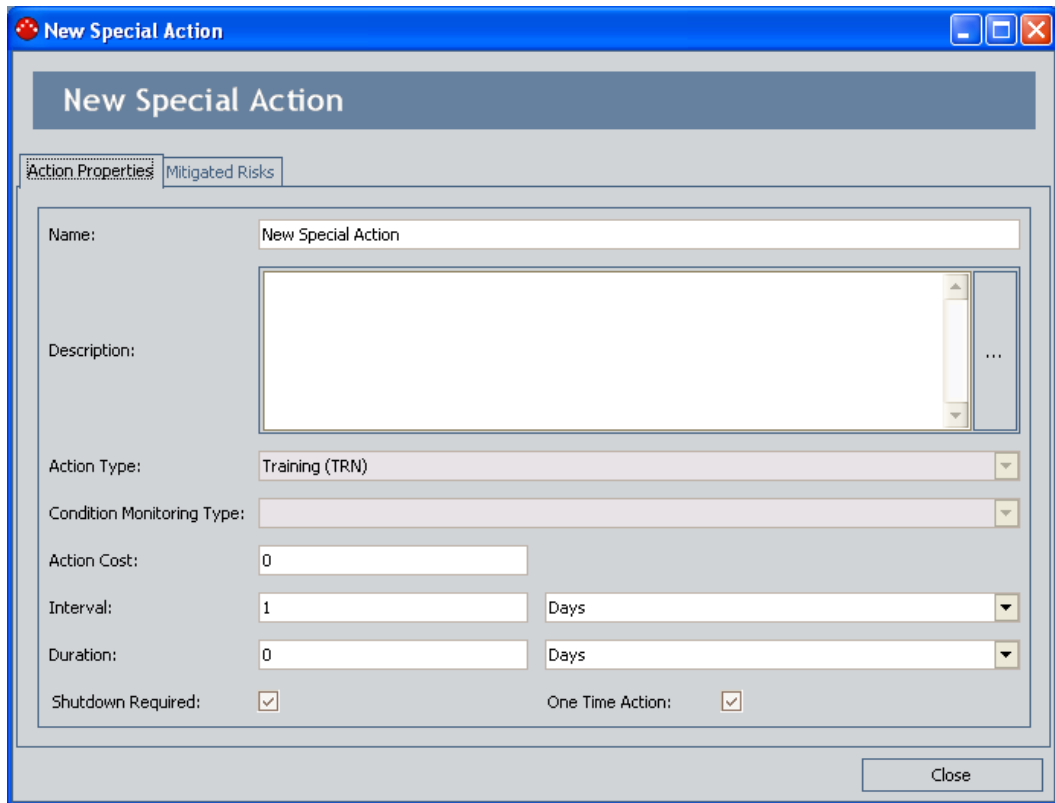 New Special Action
New Special Action
Action Properties Mitigated Risks
Name: New Special Action
Description: ...
Action Type: Training (TRN)
Condition Monitoring Type:
Action Cost: 0
Interval: 1 Days
Duration: 0 Days
Shutdown Required: One Time Action:
Close